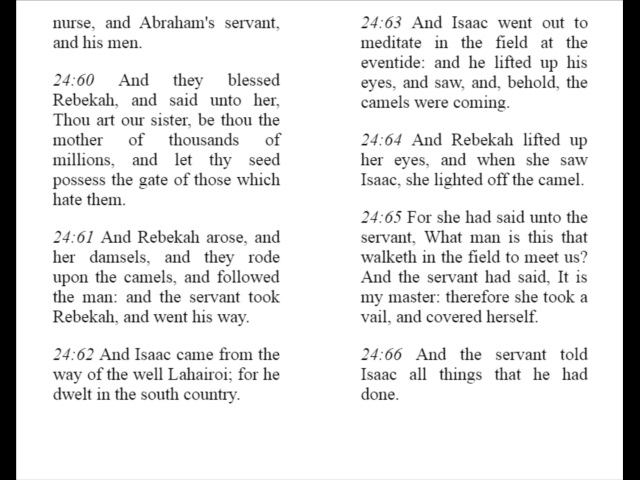 nurse, and Abraham's servant,
and his men.
24:60 And they blessed
Rebekah, and said unto her,
Thou art our sister, be thou the
mother of thousands of
millions, and let thy seed
possess the gate of those which
hate them.
24:61 And Rebekah arose, and
her damsels, and they rode
upon the camels, and followed
the man: and the servant took
Rebekah, and went his way.
24:62 And Isaac came from the
way of the well Lahairoi; for he
dwelt in the south country.
24:63 And Isaac went out to
meditate in the field at the
eventide: and he lifted up his
eyes, and saw, and, behold, the
camels were coming.
24:64 And Rebekah lifted up
her eyes, and when she saw
Isaac, she lighted off the camel.
24:65 For she had said unto the
servant, What man is this that
walketh in the field to meet us?
And the servant had said, It is
my master: therefore she took a
vail, and covered herself.
24:66 And the servant told
Isaac all things that he had
done.